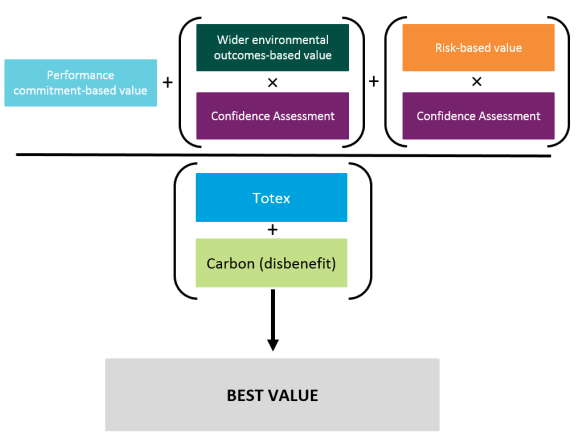 Performance
commitment-based value
+
Wider environmental
outcomes-based value
×
Confidence Assessment
+
Risk-based value
×
Confidence Assessment
Totex
+
Carbon (disbenefit)
BEST VALUE